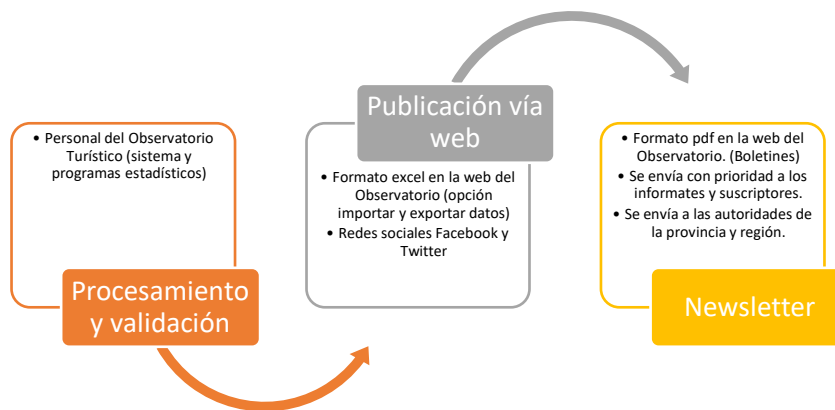 • Personal del Observatorio
Turístico (sistema y
programas estadísticos)
Procesamiento
y validación
Publicación vía
web
• Formato excel en la web del
Observatorio (opción
importar y exportar datos)
• Redes sociales Facebook y
Twitter
• Formato pdf en la web del
Observatorio. (Boletines)
• Se envía con prioridad a los
informates y suscriptores.
• Se envía a las autoridades de
la provincia y región.
Newsletter